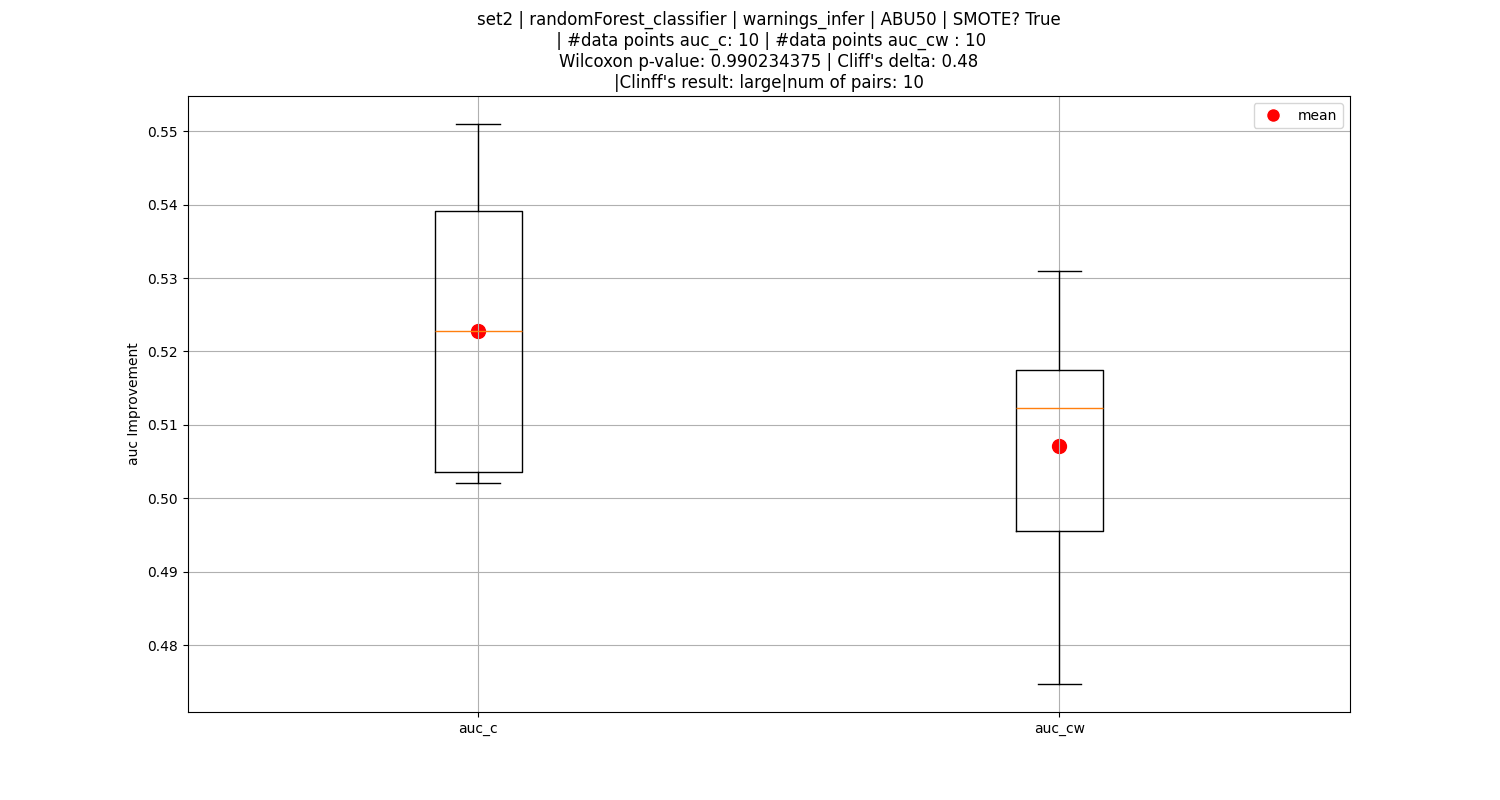 set2 | randomForest_classifier | warnings_infer | ABU50 | SMOTE? True
| #data points auc_c: 10 | #data points auc_cw : 10
Wilcoxon p-value: 0.990234375 | Cliff's delta: 0.48
|Clinff's result: large|num of pairs: 10
mean
0.55
0.54
0.53
0.52
0.51
0.50
0.49
0.48
auc Improvement
auc_c
auc_cw